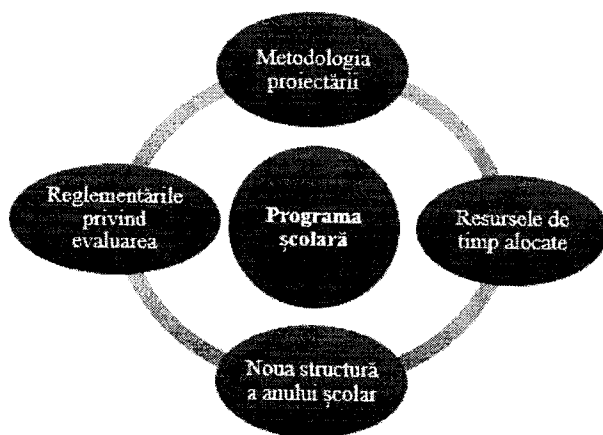 Metodologia
proiectării
Reglementările
privind
evaluarea
Programa
școlară
Resursele de
timp alocate
Noua structură
a anului școlar